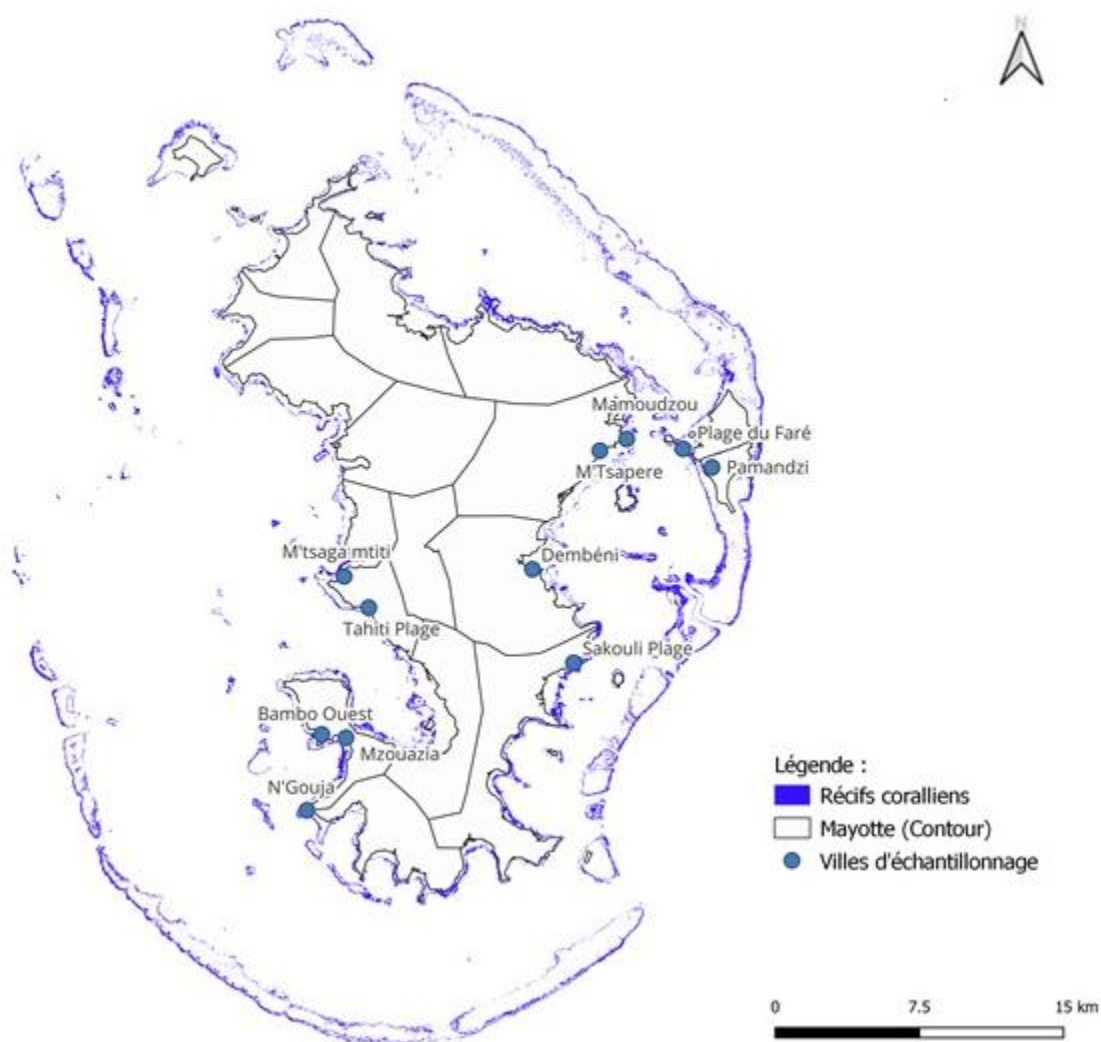 N
Mamoudzou
Plage du Faré
M'Tsapere
Pamandzi
M'tsaga mtiti
Dembéni
Tahiti Plage
Sakouli Plage
Bambo Ouest
Mzouazia
N'Gouja
Légende :
Récifs coralliens
Mayotte (Contour)
Villes d'échantillonnage
0 7.5 15 km